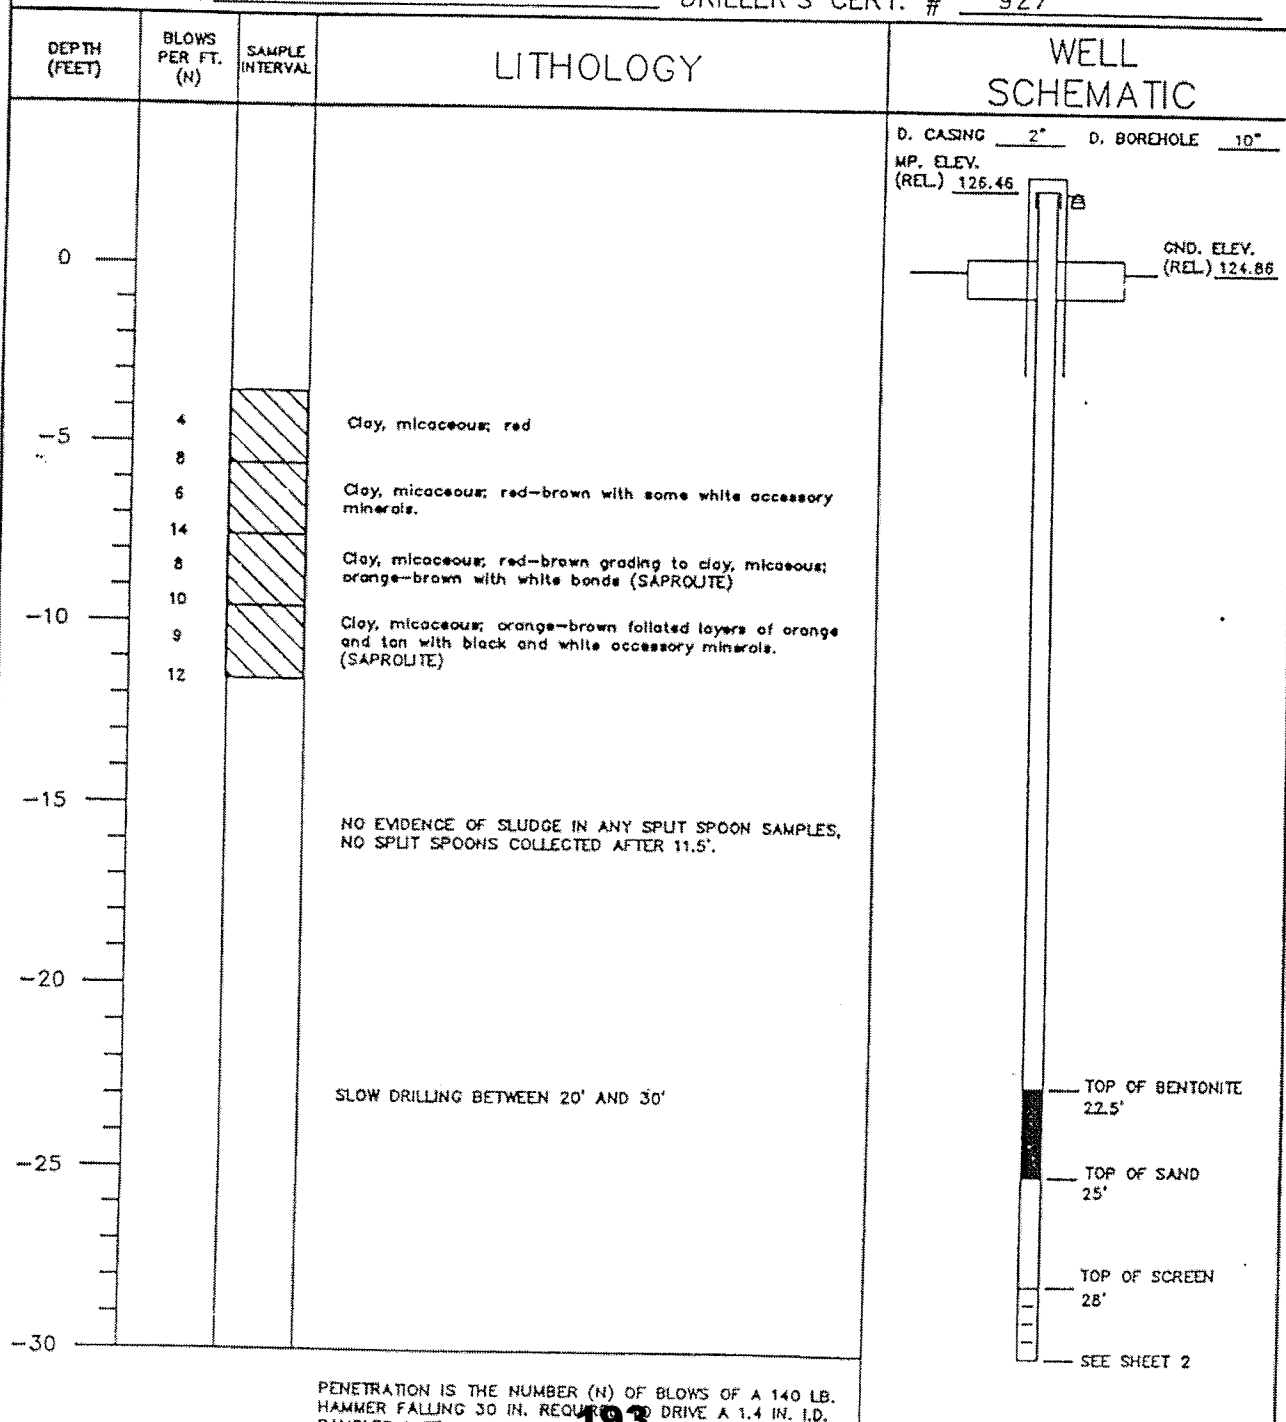 DRILLER'S CERT. # 927
DEPTH (FEET)
BLOWS PER FT. (N)
SAMPLE INTERVAL
LITHOLOGY
WELL SCHEMATIC
D. CASING 2" D. BOREHOLE 10"
MP. ELEV.
(REL.) 126.46
GND. ELEV.
(REL.) 124.86
0
4
Clay, micaceous; red
-5
8
6
Clay, micaceous; red-brown with some white accessory
minerals.
14
8
Clay, micaceous; red-brown grading to clay, micaeous;
orange-brown with white bands (SAPROLITE)
10
-10
9
Clay, micaceous; orange-brown foliated layers of orange
and tan with black and white accessory minerals.
(SAPROLITE)
12
-15
NO EVIDENCE OF SLUDGE IN ANY SPLIT SPOON SAMPLES,
NO SPLIT SPOONS COLLECTED AFTER 11.5'.
-20
SLOW DRILLING BETWEEN 20' AND 30'
TOP OF BENTONITE
22.5'
-25
TOP OF SAND
25'
TOP OF SCREEN
28'
-30
SEE SHEET 2
PENETRATION IS THE NUMBER (N) OF BLOWS OF A 140 LB.
HAMMER FALLING 30 IN. DRIVE A 1.4 IN. I.D.
193